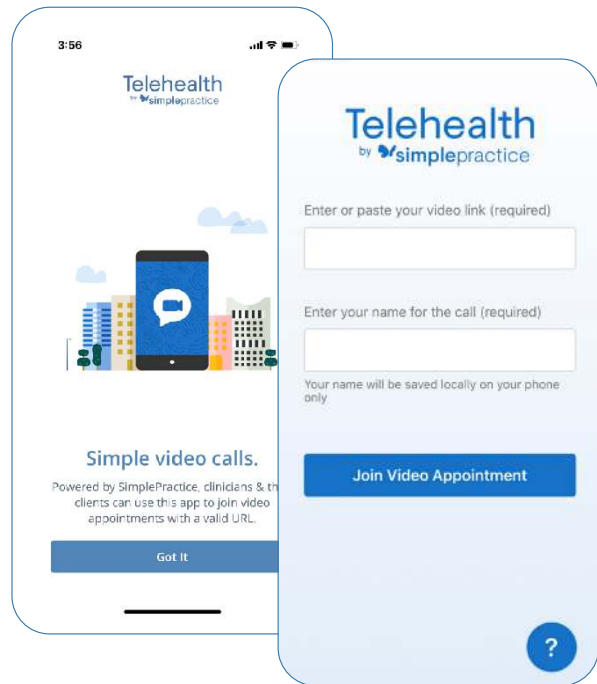 3:56
Telehealth
by simplepractice
Simple video calls.
Powered by SimplePractice, clinicians & th
clients can use this app to join video
appointments with a valid URL.
Got It
Telehealth
by simplepractice
Enter or paste your video link (required)
Enter your name for the call (required)
Your name will be saved locally on your phone
only
Join Video Appointment
?